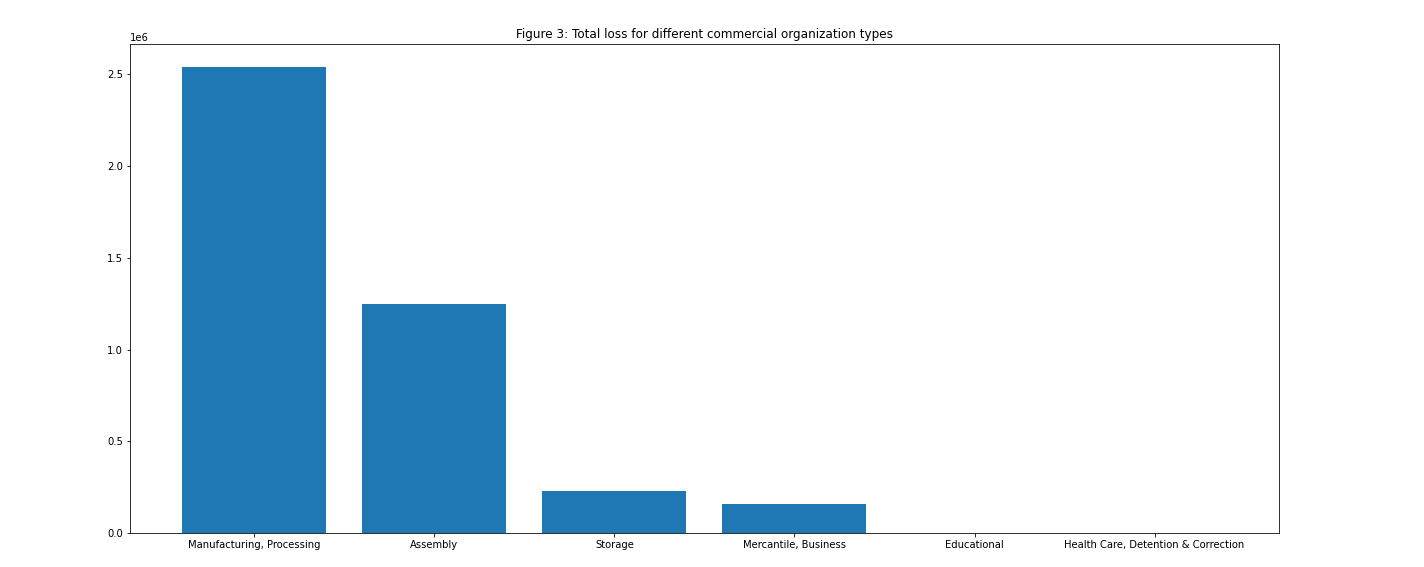 Figure 3: Total loss for different commercial organization types
1e6
2.5
2.0
1.5
1.0
0.5
0.0
Manufacturing, Processing Assembly Storage Mercantile, Business Educational Health Care, Detention & Correction